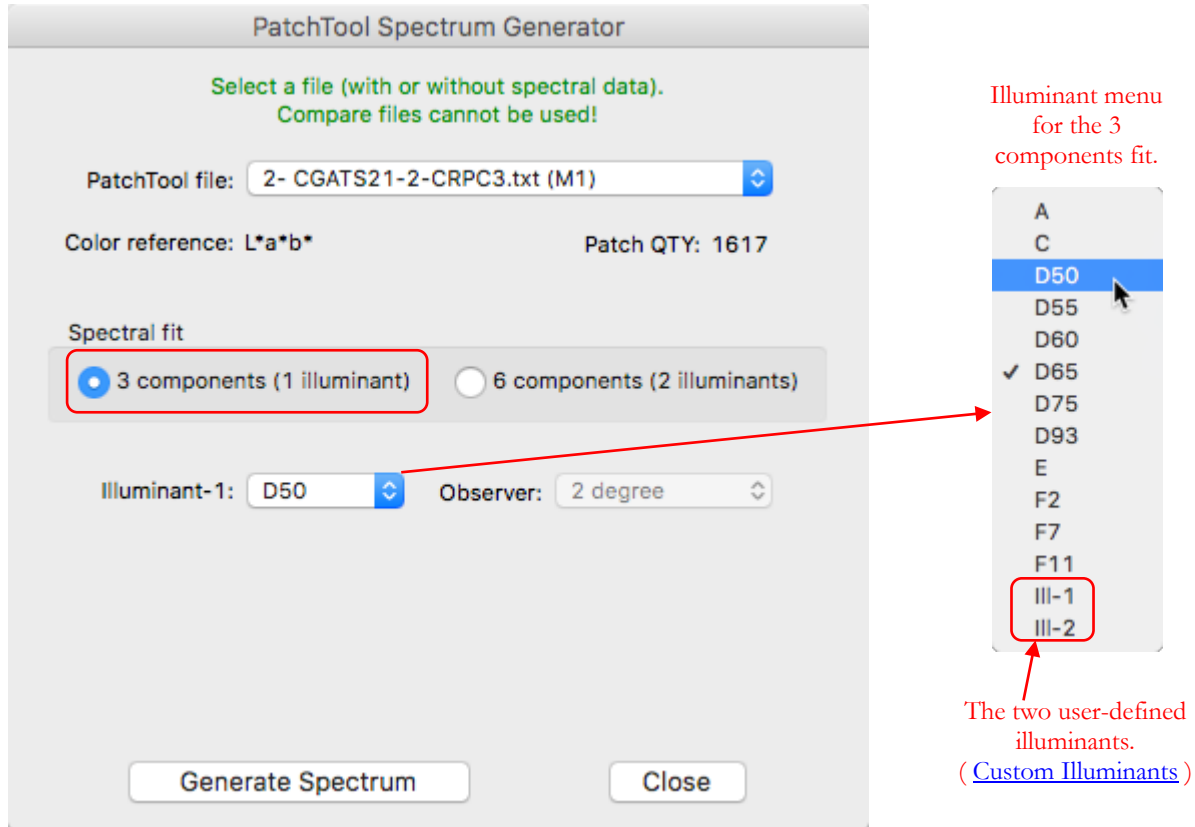 PatchTool Spectrum Generator
Select a file (with or without spectral data).
Compare files cannot be used!
PatchTool file: 2- CGATS21-2-CRPC3.txt (M1)
Color reference: L*a*b* Patch QTY: 1617
Spectral fit
3 components (1 illuminant) 6 components (2 illuminants)
Illuminant-1: D50 Observer: 2 degree
Generate Spectrum Close
Illuminant menu
for the 3
components fit.
A
C
D50
D55
D60
✓ D65
D75
D93
E
F2
F7
F11
Ill-1
Ill-2
The two user-defined
illuminants.
( Custom Illuminants )